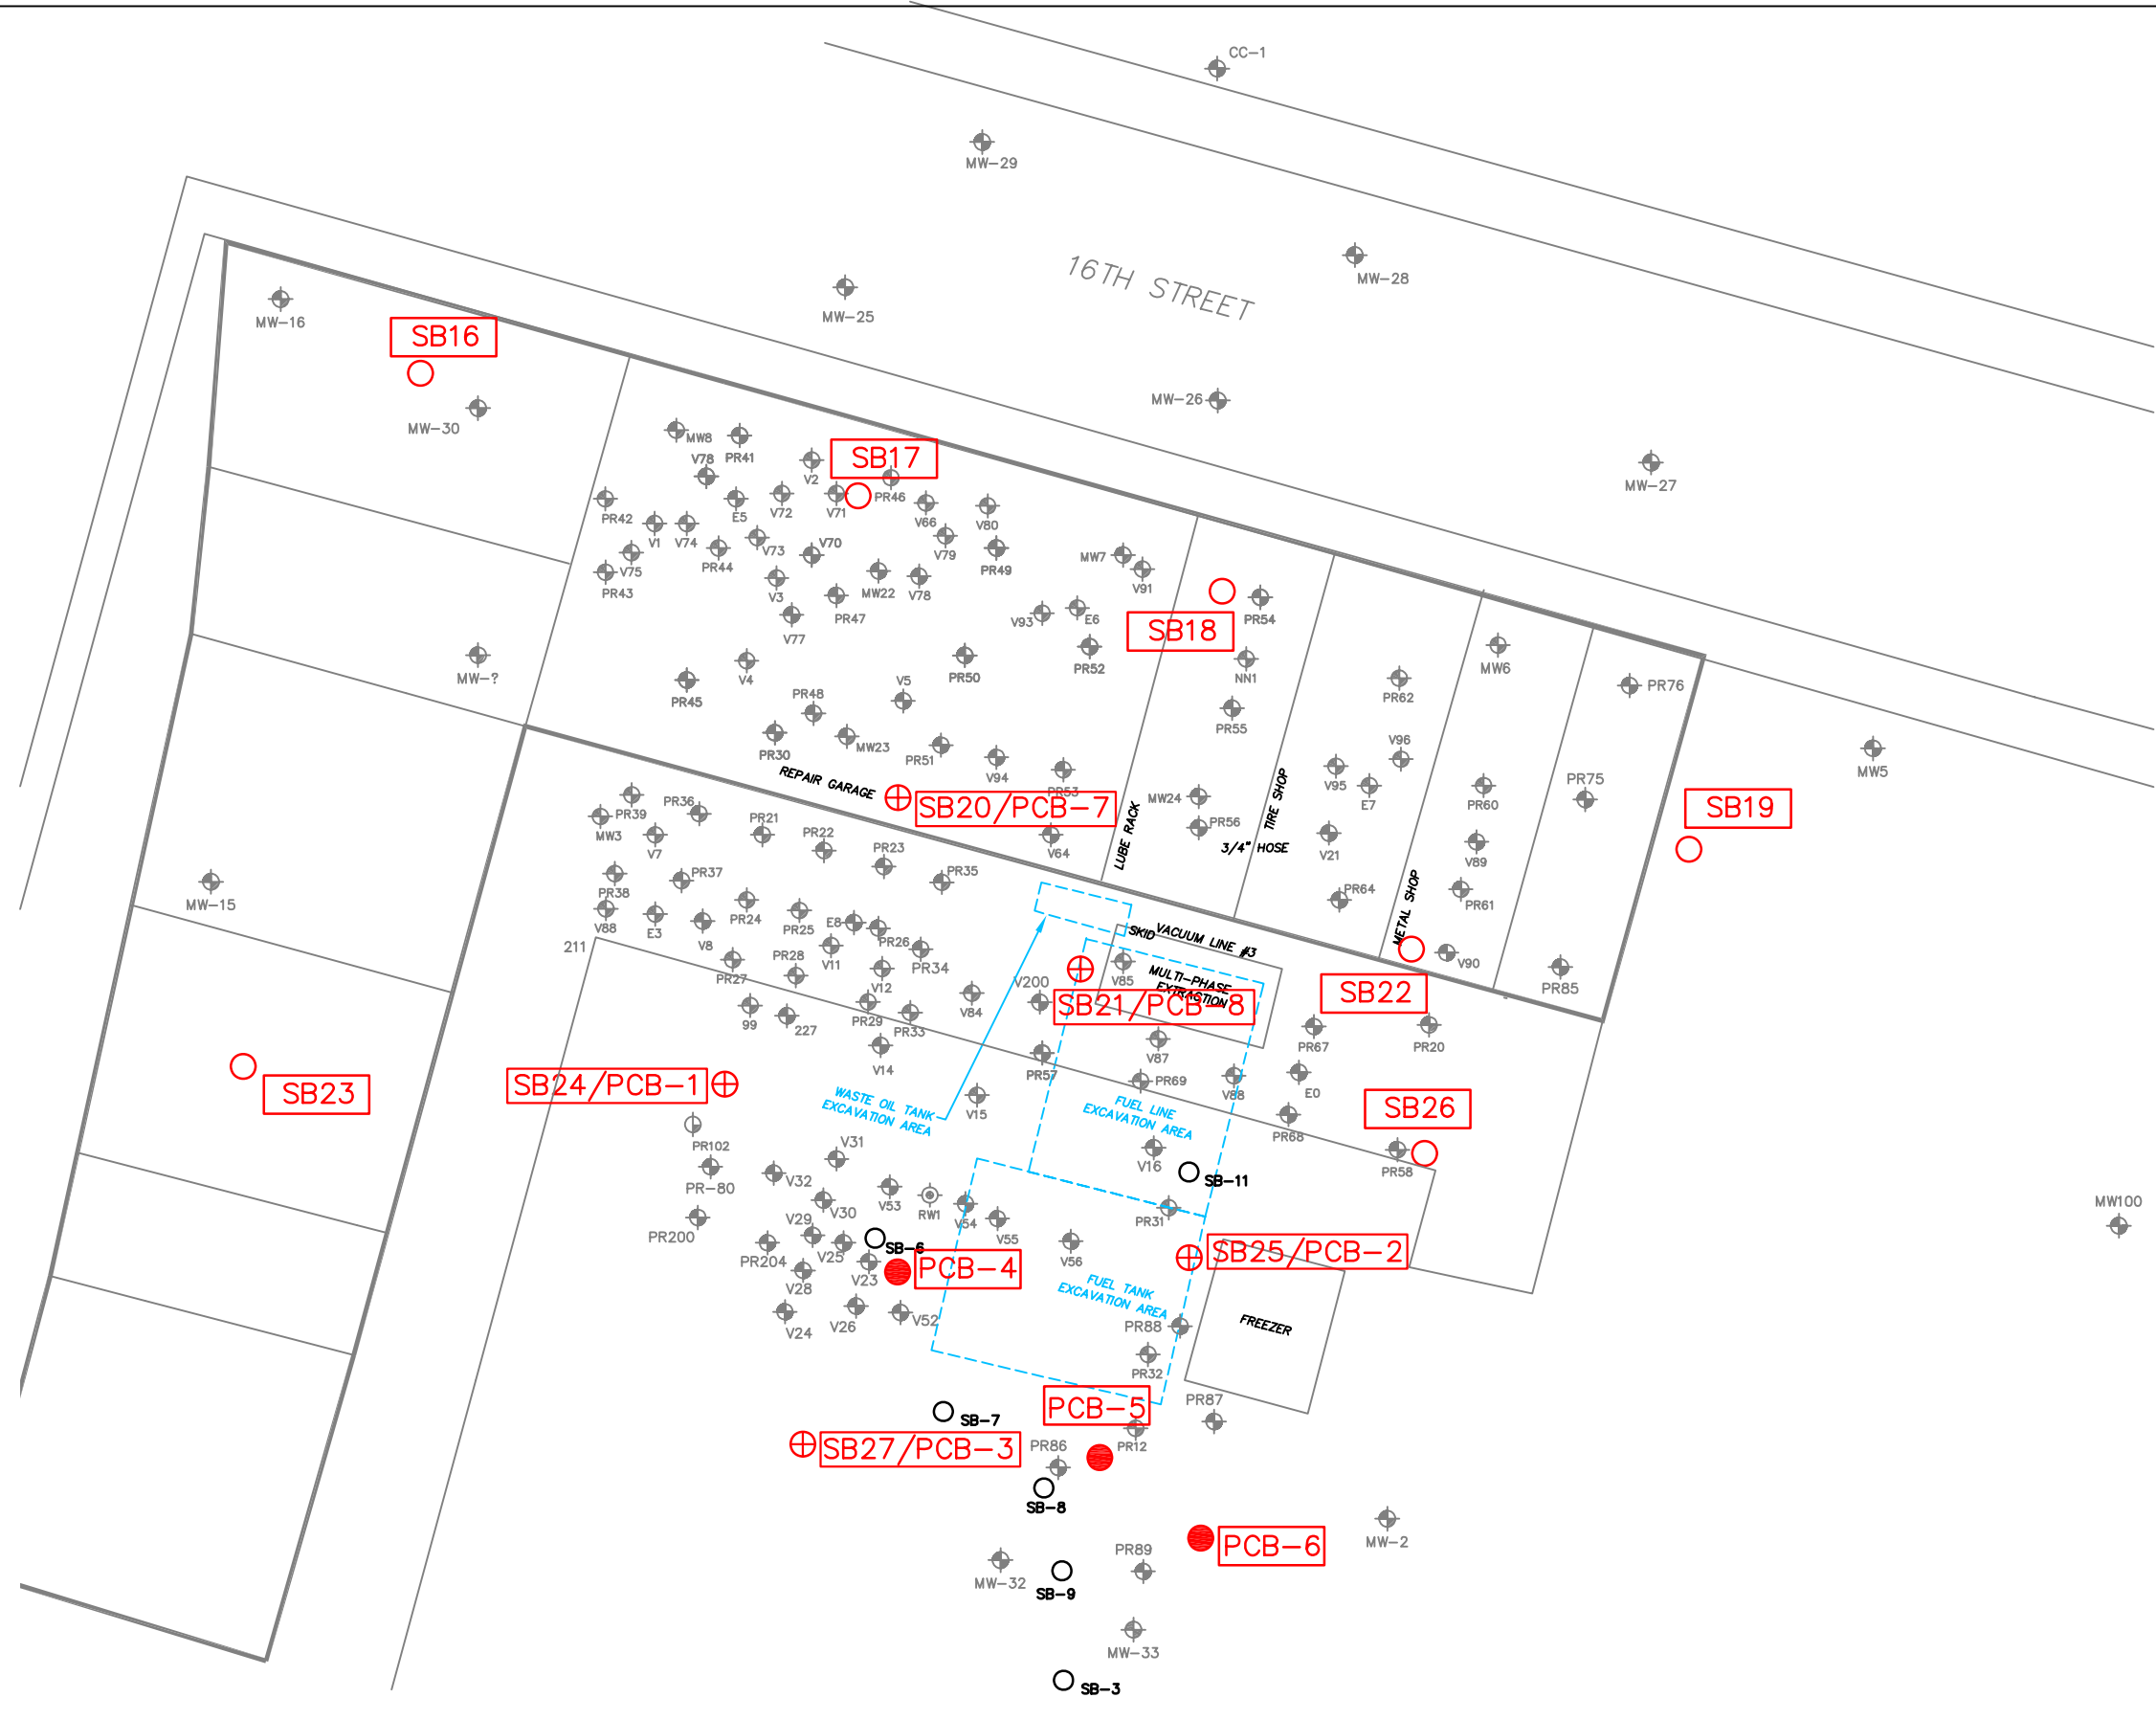 CC-1
MW-29
16TH STREET
MW-28
MW-16
MW-25
SB16
MW-30
MW-26
MW-27
MW8
PR41
V78
V2
SB17
PR46
PR42
V1
V74
E5
V72
V71
V66
V80
V75
PR43
PR44
V73
V70
V3
V77
PR47
MW22
V78
V79
PR49
MW7
V91
V93
E6
PR52
SB18
PR54
NN1
PR55
MW-?
PR45
V4
PR48
V5
PR50
PR30
MW23
PR51
V94
PR53
PR62
MW6
PR76
V96
V95
E7
PR60
PR75
MW5
SB19
REPAIR GARAGE
SB20/PCB-7
V64
LUBE RACK
MW24
PR56
TIRE SHOP
3/4" HOSE
V21
V89
PR64
PR61
METAL SHOP
V90
PR85
PR39
MW3
PR36
V7
PR21
PR22
PR23
PR35
PR38
PR37
V88
E3
V8
PR24
PR25
E8
PR26
MW-15
211
PR27
PR28
V11
V12
PR34
99
227
PR29
PR33
V84
V14
V200
SKID
VACUUM LINE #3
V85
MULTI-PHASE
EXTRACTION
SB21/PCB-8
SB22
V87
PR57
PR69
V88
PR67
E0
PR20
PR68
SB26
PR58
SB23
SB24/PCB-1
WASTE OIL TANK
EXCAVATION AREA
V15
FUEL LINE
EXCAVATION AREA
V16
SB-11
PR31
PR102
PR-80
PR200
V31
V32
V30
V53
RW1
V54
V55
V29
V25
SB-6
PR204
V28
V23
PCB-4
V56
SB25/PCB-2
V24
V26
V52
FUEL TANK
EXCAVATION AREA
PR88
PR32
FREEZER
MW100
PCB-5
PR87
SB-7
PR12
SB27/PCB-3
PR86
SB-8
PCB-6
MW-2
MW-32
SB-9
PR89
MW-33
SB-3